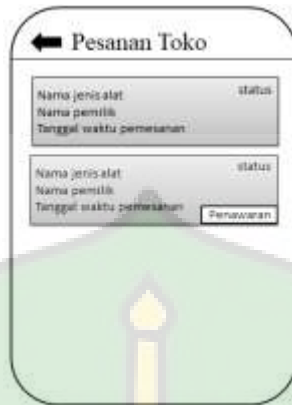 Pesanan Toko
Nama jenis alat
status
Nama pemilik
Tanggal waktu pemesanan
Nama jenis alat
status
Nama pemilik
Tanggal waktu pemesanan
Penawaran